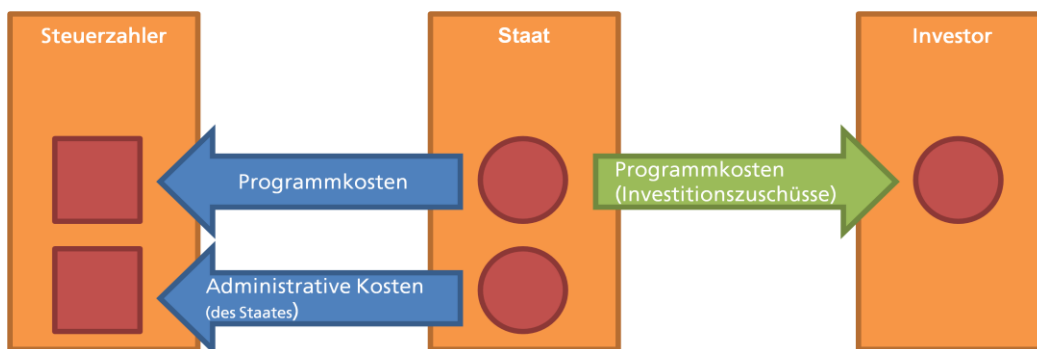 Steuerzahler
Staat
Investor
Programmkosten
Programmkosten
(Investitionszuschüsse)
Administrative Kosten
(des Staates)